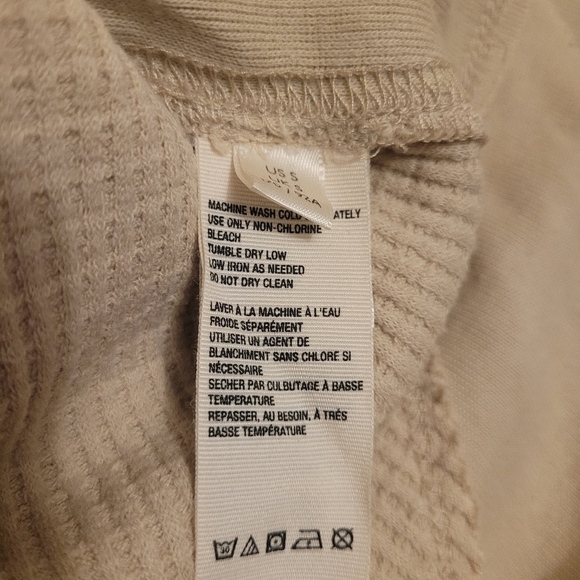 US S
MACHINE WASH COLD
USE ONLY NON-CHLORINE
BLEACH
TUMBLE DRY LOW
LOW IRON AS NEEDED
DO NOT DRY CLEAN
LAVER À LA MACHINE À L'EAU
FROIDE SÉPARÉMENT
UTILISER UN AGENT DE
BLANCHIMENT SANS CHLORE SI
NÉCESSAIRE
SECHER PAR CULBUTAGE À BASSE
TEMPERATURE
REPASSER, AU BESOIN, À TRÉS
BASSE TEMPÉRATURE
30